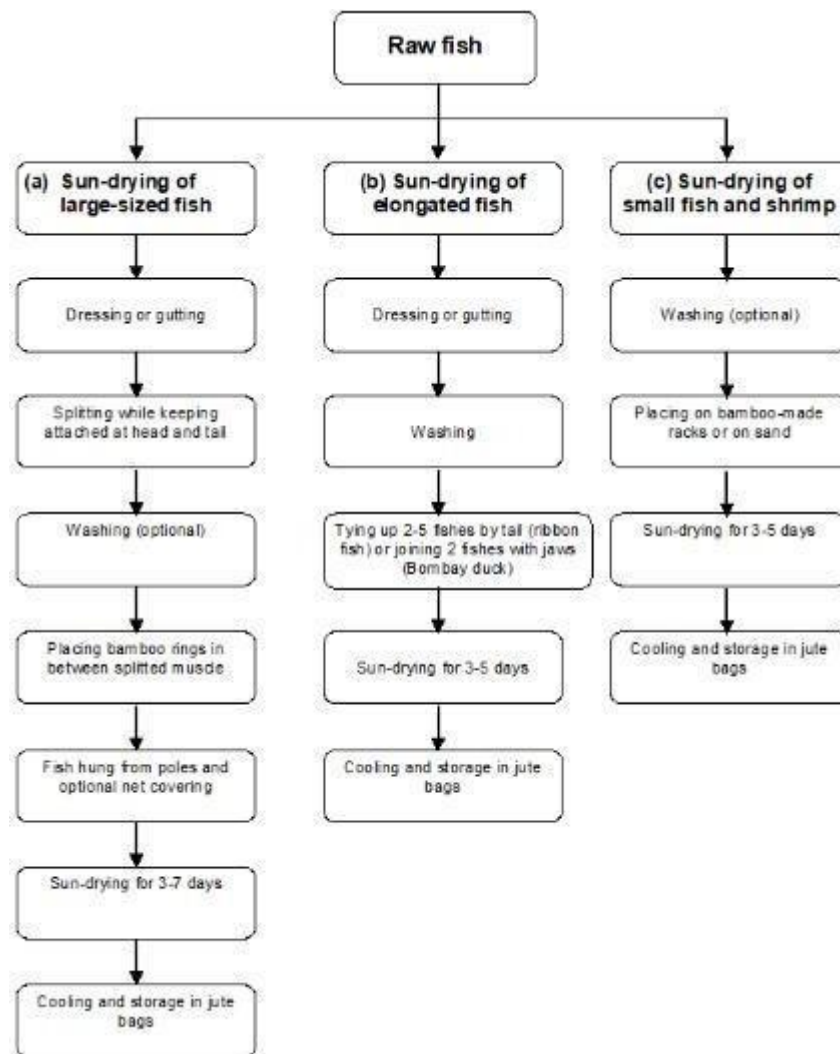 Raw fish
(a) Sun-drying of
large-sized fish
Dressing or gutting
Splitting while keeping
attached at head and tail
Washing (optional)
Placing bamboo rings in
between splitted muscle
Fish hung from poles and
optional net covering
Sun-drying for 3-7 days
Cooling and storage in jute
bags
(b) Sun-drying of
elongated fish
Dressing or gutting
Washing
Tying up 2-5 fishes by tail (ribbon
fish) or joining 2 fishes with jaws
(Bombay duck)
Sun-drying for 3-5 days
Cooling and storage in jute
bags
(c) Sun-drying of
small fish and shrimp
Washing (optional)
Placing on bamboo-made
racks or on sand
Sun-drying for 3-5 days
Cooling and storage in jute
bags